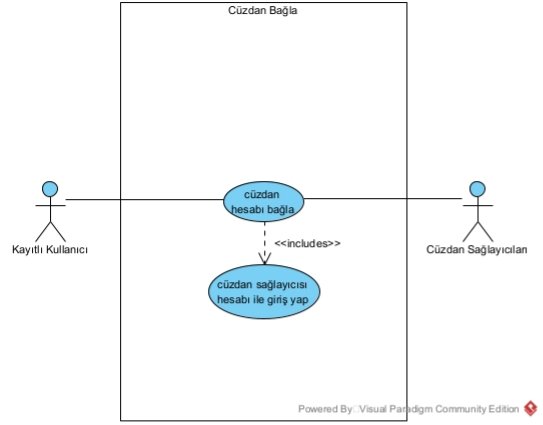 Cüzdan Bağla
cüzdan
hesabı bağla
Kayıtlı Kullanıcı
Cüzdan Sağlayıcıları
<<includes>>
cüzdan sağlayıcısı
hesabı ile giriş yap
Powered By Visual Paradigm Community Edition